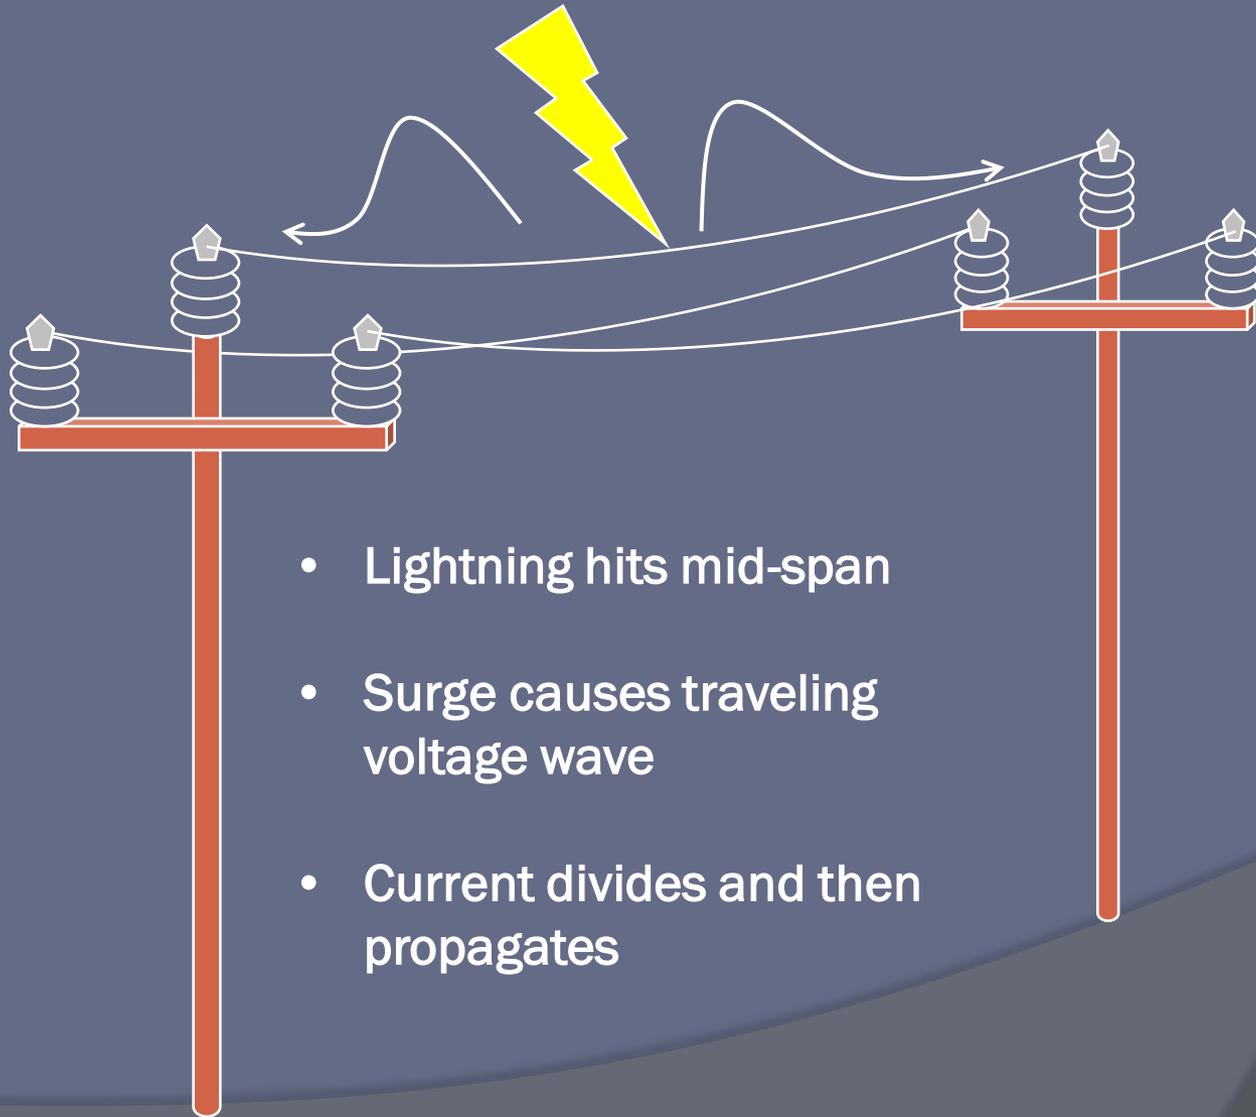 • Lightning hits mid-span
• Surge causes traveling
voltage wave
• Current divides and then
propagates